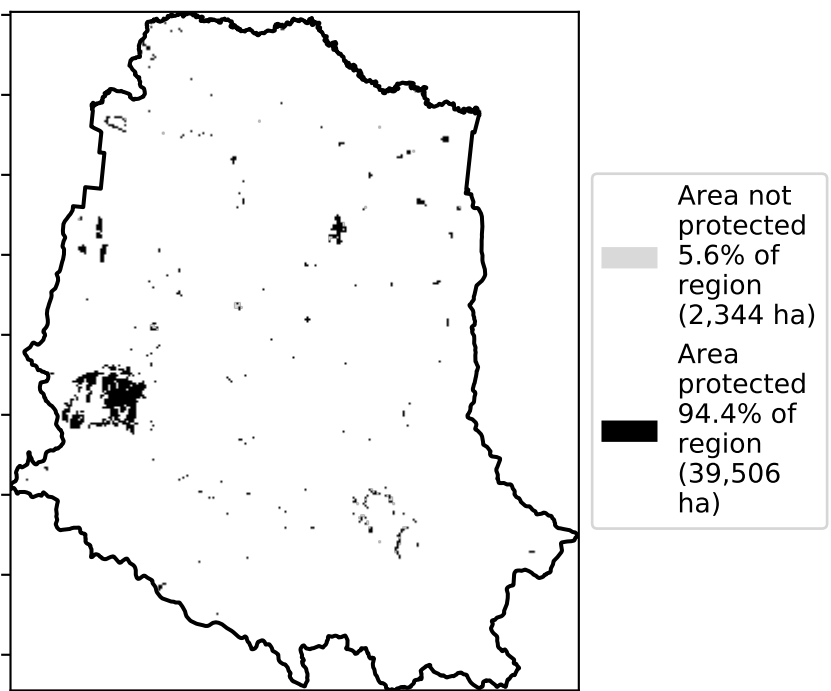 Area not
protected
5.6% of
region
(2,344 ha)
Area
protected
94.4% of
region
(39,506
ha)